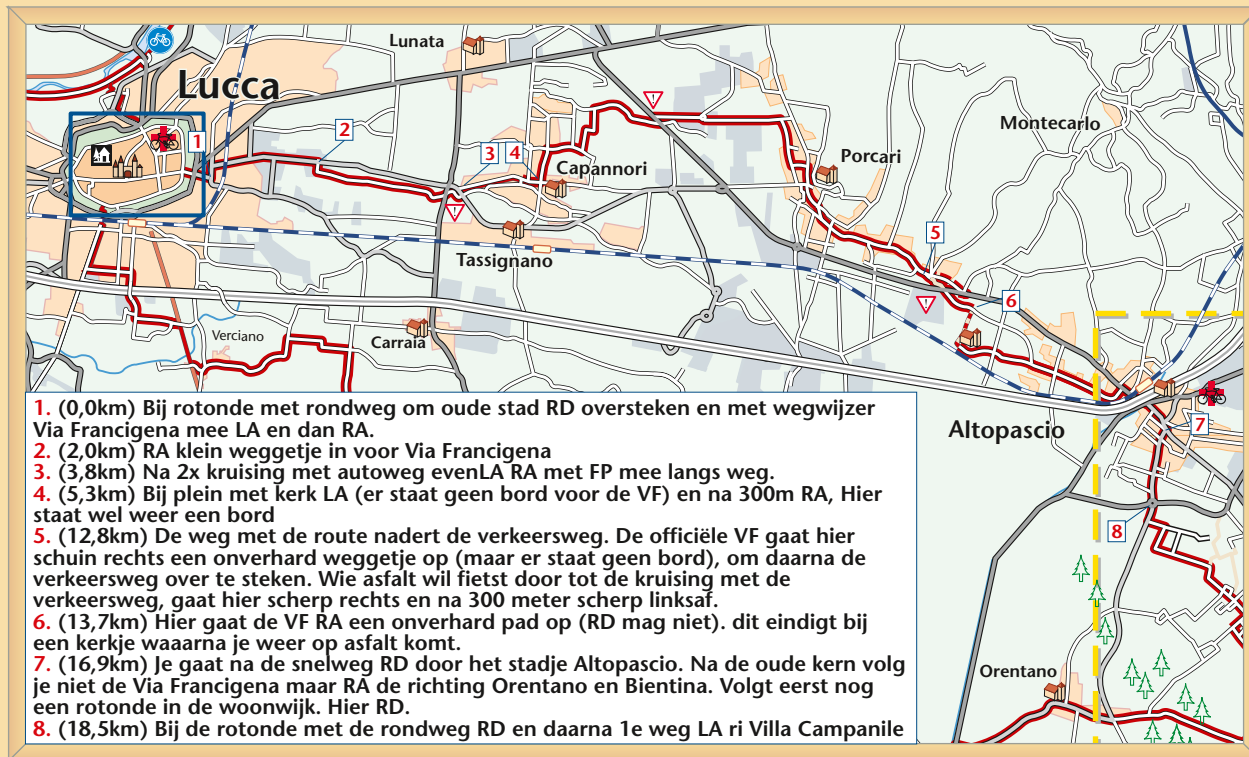 Lunata
Lucca
1
2
3
4
Capannori
Montecarlo
Porcari
Tassignano
5
6
Verciano
Carraia
Altopascio
7
8
Orentano
1. (0,0km) Bij rotonde met rondweg om oude stad RD oversteken en met wegwijzer
Via Francigena mee LA en dan RA.
2. (2,0km) RA klein weggetje in voor Via Francigena
3. (3,8km) Na 2x kruising met autoweg evenLA RA met FP mee langs weg.
4. (5,3km) Bij plein met kerk LA (er staat geen bord voor de VF) en na 300m RA, Hier
staat wel weer een bord
5. (12,8km) De weg met de route nadert de verkeersweg. De officiële VF gaat hier
schuin rechts een onverhard weggetje op (maar er staat geen bord), om daarna de
verkeersweg over te steken. Wie asfalt wil fietst door tot de kruising met de
verkeersweg, gaat hier scherp rechts en na 300 meter scherp linksaf.
6. (13,7km) Hier gaat de VF RA een onverhard pad op (RD mag niet). dit eindigt bij
een kerkje waaarna je weer op asfalt komt.
7. (16,9km) Je gaat na de snelweg RD door het stadje Altopascio. Na de oude kern volg
je niet de Via Francigena maar RA de richting Orentano en Bientina. Volgt eerst nog
een rotonde in de woonwijk. Hier RD.
8. (18,5km) Bij de rotonde met de rondweg RD en daarna 1e weg LA ri Villa Campanile